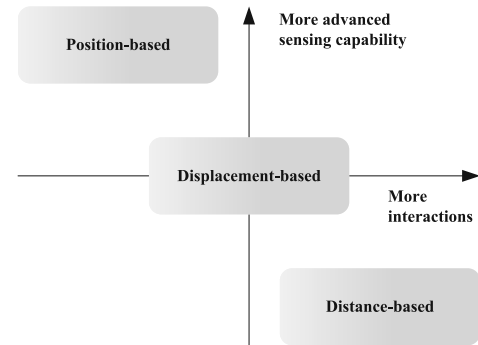 Position-based
More advanced
sensing capability
Displacement-based
More
interactions
Distance-based